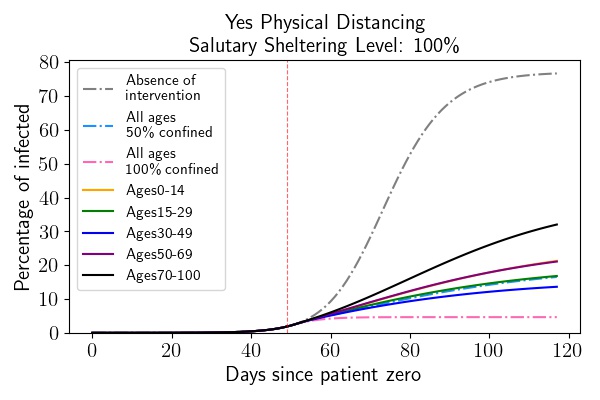 Yes Physical Distancing
Salutary Sheltering Level: 100%
80
70
60
50
40
30
20
10
0
Percentage of infected
Absence of
intervention
All ages
50% confined
All ages
100% confined
Ages0-14
Ages15-29
Ages30-49
Ages50-69
Ages70-100
0 20 40 60 80 100 120
Days since patient zero